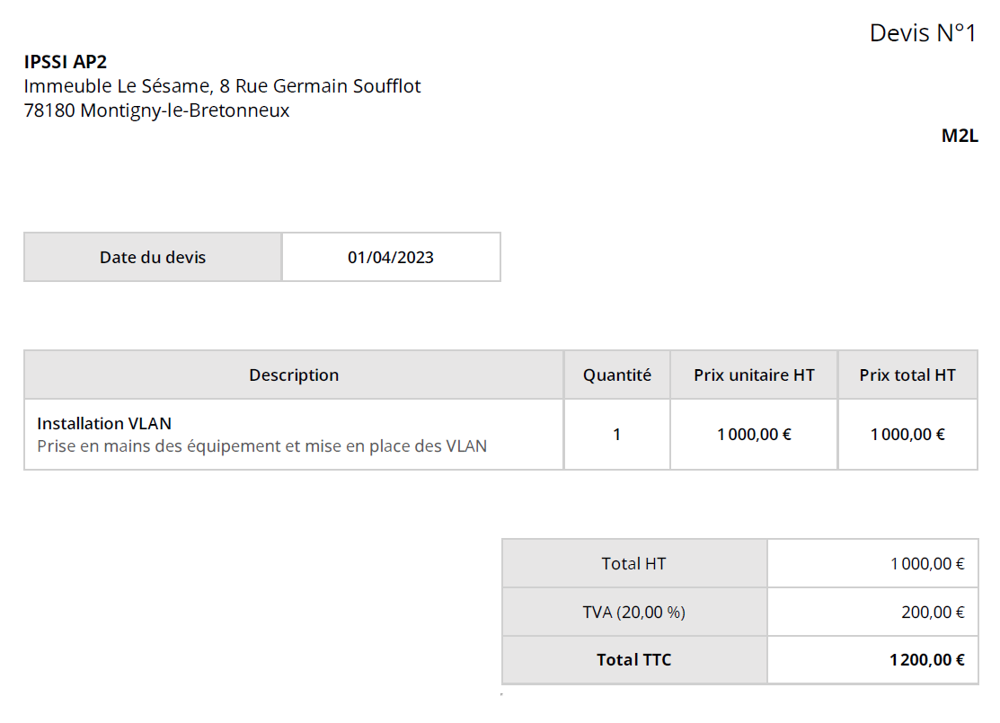 Devis N°1
IPSSI AP2
Immeuble Le Sésame, 8 Rue Germain Soufflot
78180 Montigny-le-Bretonneux
M2L
Date du devis 01/04/2023
Description Quantité Prix unitaire HT Prix total HT
Installation VLAN
Prise en mains des équipement et mise en place des VLAN
1 1 000,00 € 1 000,00 €
Total HT 1 000,00 €
TVA (20,00 %) 200,00 €
Total TTC 1 200,00 €